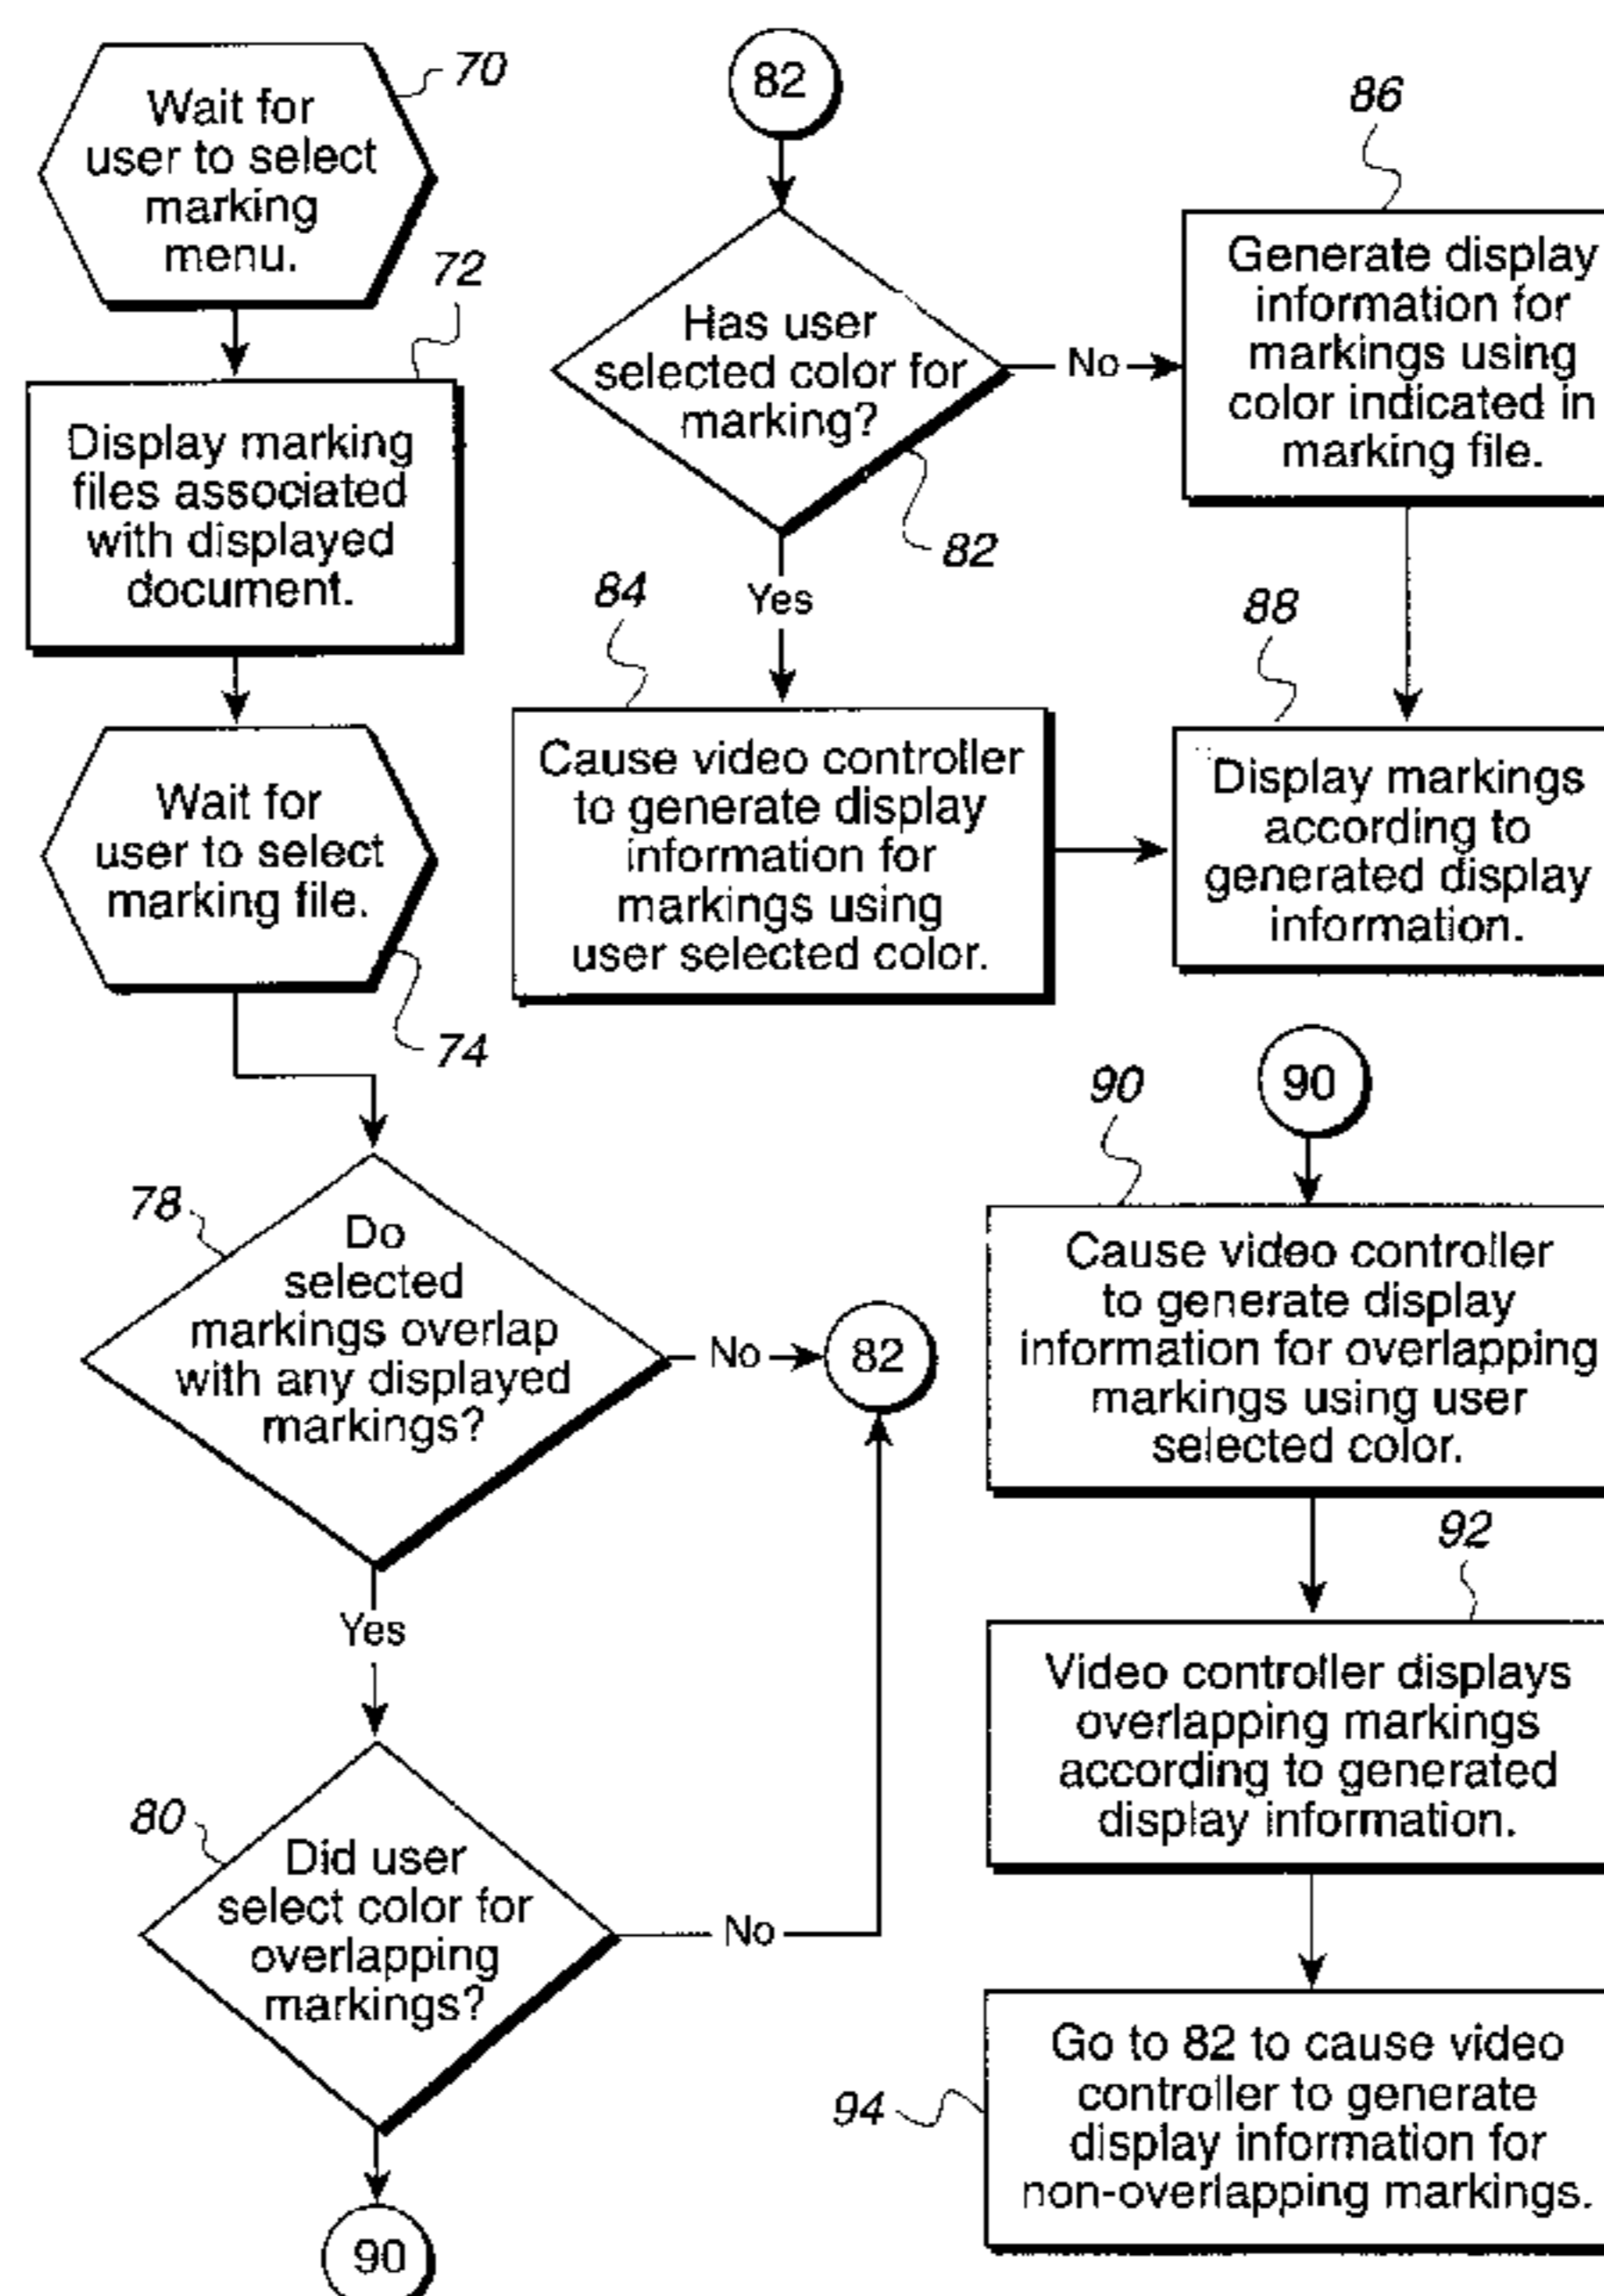 70
Wait for
user to select
marking
menu.
72
Display marking
files associated
with displayed
document.
Wait for
user to select
marking file.
74
78
Do
selected
markings overlap
with any displayed
markings?
No
82
Yes
80
Did user
select color for
overlapping
markings?
No
90
82
Has user
selected color for
marking?
No
82
Yes
84
Cause video controller
to generate display
information for
markings using
user selected color.
86
Generate display
information for
markings using
color indicated in
marking file.
88
Display markings
according to
generated display
information.
90
90
Cause video controller
to generate display
information for overlapping
markings using user
selected color.
92
Video controller displays
overlapping markings
according to generated
display information.
94
Go to 82 to cause video
controller to generate
display information for
non-overlapping markings.